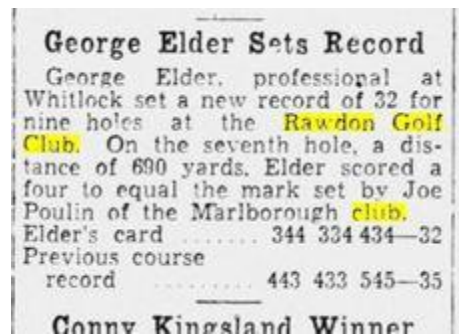 George Elder Sets Record
George Elder, professional at
Whitlock set a new record of 32 for
nine holes at the Rawdon Golf
Club. On the seventh hole, a dis-
tance of 690 yards, Elder scored a
four to equal the mark set by Joe
Poulin of the Marlborough club.
Elder's card ....... 344 334 434—32
Previous course
record .......... 443 433 545—35
Conny Kingsland Winner